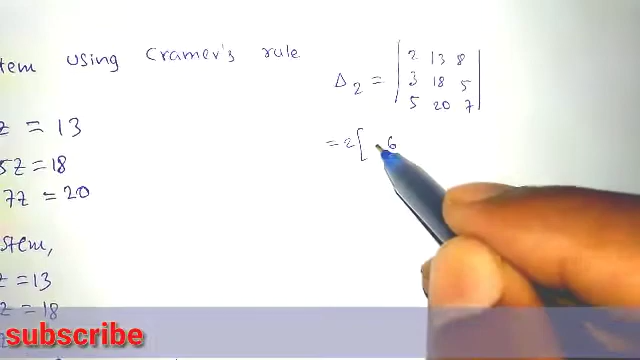 tem using Cramer's rule
z = 13
5z = 18
7z = 20
stem,
z = 13
z = 18
Δ2 = | 2 13 8 |
| 3 18 5 |
| 5 20 7 |
= 2[ 6
subscribe